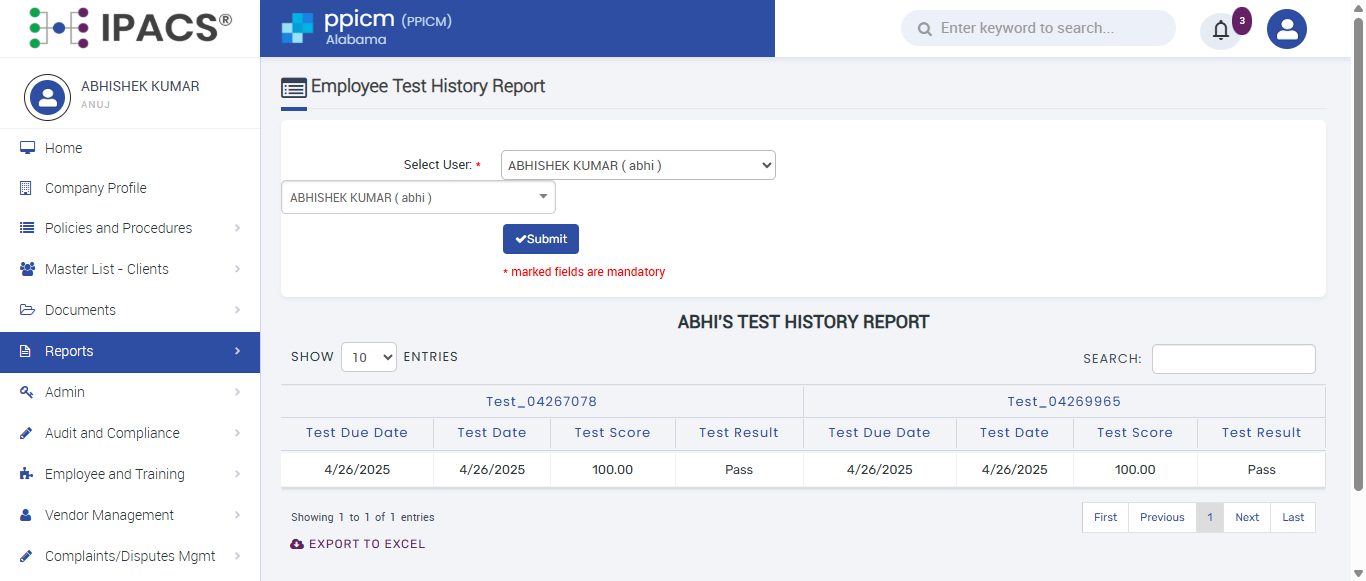 IPACS®
ppicm (PPICM)
Alabama
Enter keyword to search...
3
ABHISHEK KUMAR
ANUJ
Home
Company Profile
Policies and Procedures
Master List - Clients
Documents
Reports
Admin
Audit and Compliance
Employee and Training
Vendor Management
Complaints/Disputes Mgmt
Employee Test History Report
Select User: * ABHISHEK KUMAR ( abhi )
ABHISHEK KUMAR ( abhi )
Submit
* marked fields are mandatory
ABHI'S TEST HISTORY REPORT
SHOW 10 ENTRIES
SEARCH:
Test_04267078 Test_04269965
Test Due Date Test Date Test Score Test Result Test Due Date Test Date Test Score Test Result
4/26/2025 4/26/2025 100.00 Pass 4/26/2025 4/26/2025 100.00 Pass
Showing 1 to 1 of 1 entries
First Previous 1 Next Last
EXPORT TO EXCEL